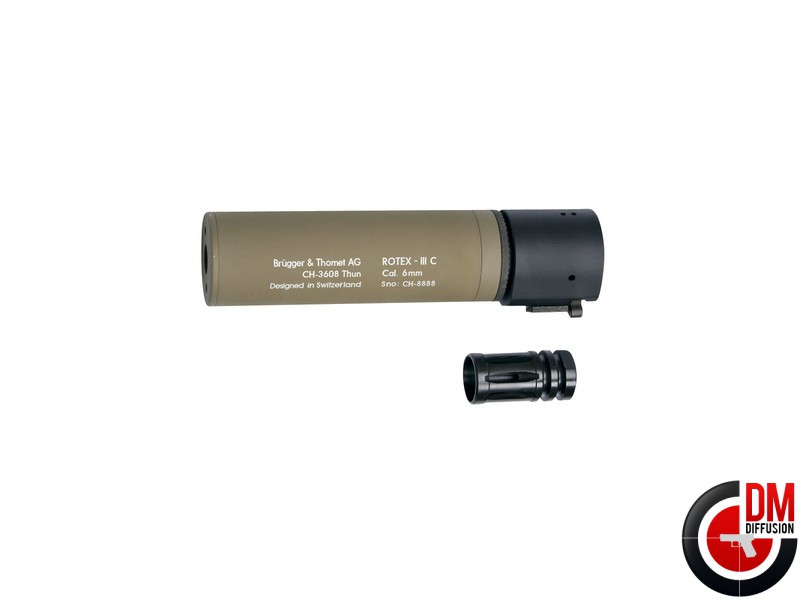 Brügger & Thomet AG
CH-3608 Thun
Designed in Switzerland
ROTEX - III C
Cal. 6mm
Sno: CH-8888
DM
DIFFUSION